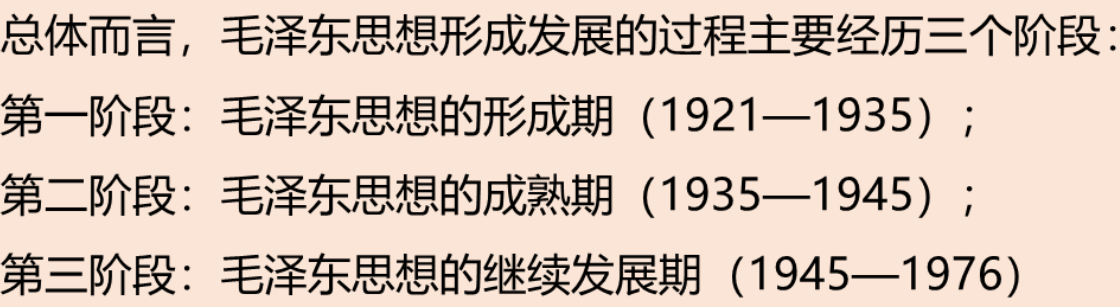 总体而言，毛泽东思想形成发展的过程主要经历三个阶段：
第一阶段：毛泽东思想的形成期（1921—1935）；
第二阶段：毛泽东思想的成熟期（1935—1945）；
第三阶段：毛泽东思想的继续发展期（1945—1976）